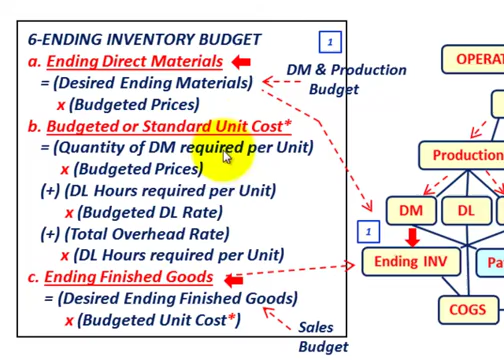 6-ENDING INVENTORY BUDGET
1
a. Ending Direct Materials
= (Desired Ending Materials)
x (Budgeted Prices)
b. Budgeted or Standard Unit Cost*
= (Quantity of DM required per Unit)
x (Budgeted Prices)
(+) (DL Hours required per Unit)
x (Budgeted DL Rate)
(+) (Total Overhead Rate)
x (DL Hours required per Unit)
c. Ending Finished Goods
= (Desired Ending Finished Goods)
x (Budgeted Unit Cost*)
DM & Production
Budget
Sales
Budget
OPERAT
Production
DM
DL
1
Ending INV
Pat
COGS